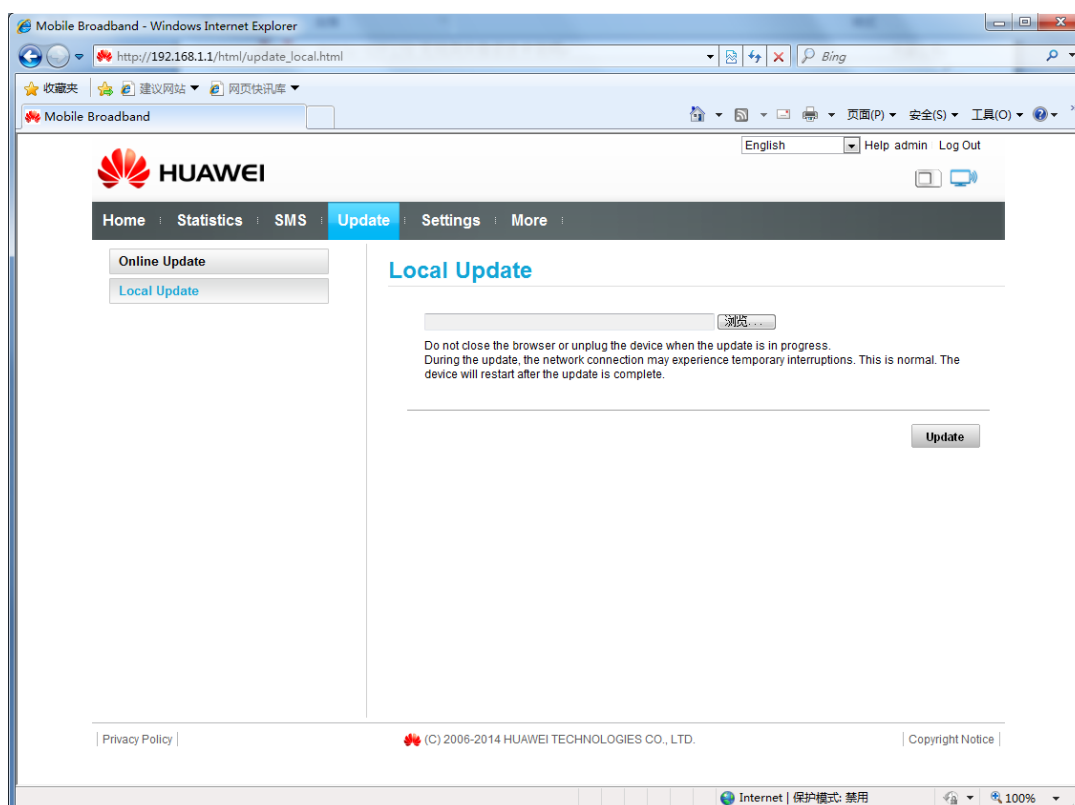 Mobile Broadband - Windows Internet Explorer
http://192.168.1.1/html/update_local.html
Bing
收藏夹 建议网站 网页快讯库
Mobile Broadband
页面(P) 安全(S) 工具(O)
English Help admin Log Out
HUAWEI
Home Statistics SMS Update Settings More
Online Update
Local Update
Local Update
浏览...
Do not close the browser or unplug the device when the update is in progress.
During the update, the network connection may experience temporary interruptions. This is normal. The
device will restart after the update is complete.
Update
Privacy Policy
(C) 2006-2014 HUAWEI TECHNOLOGIES CO., LTD.
Copyright Notice
Internet | 保护模式: 禁用
100%